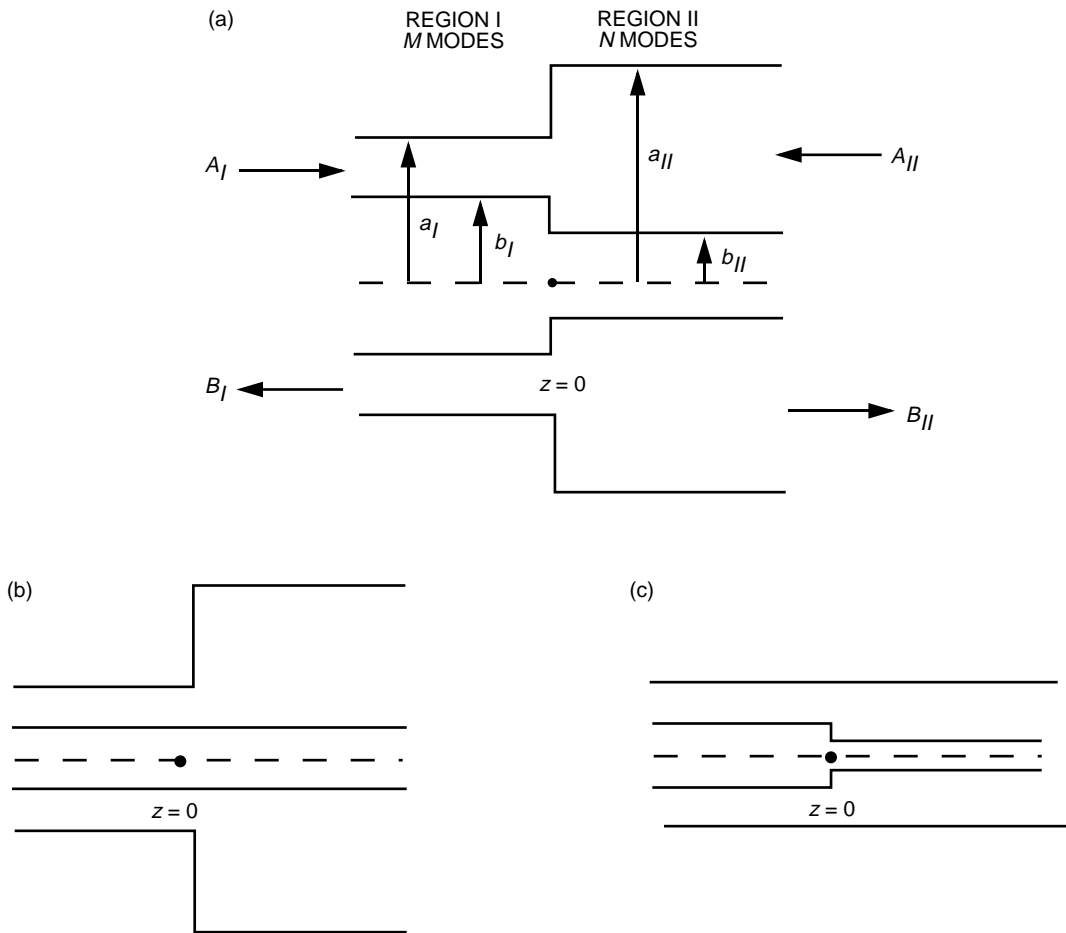 (a)
REGION I
M MODES
REGION II
N MODES
A_I
a_I
b_I
a_II
b_II
A_II
B_I
z = 0
B_II
(b)
z = 0
(c)
z = 0